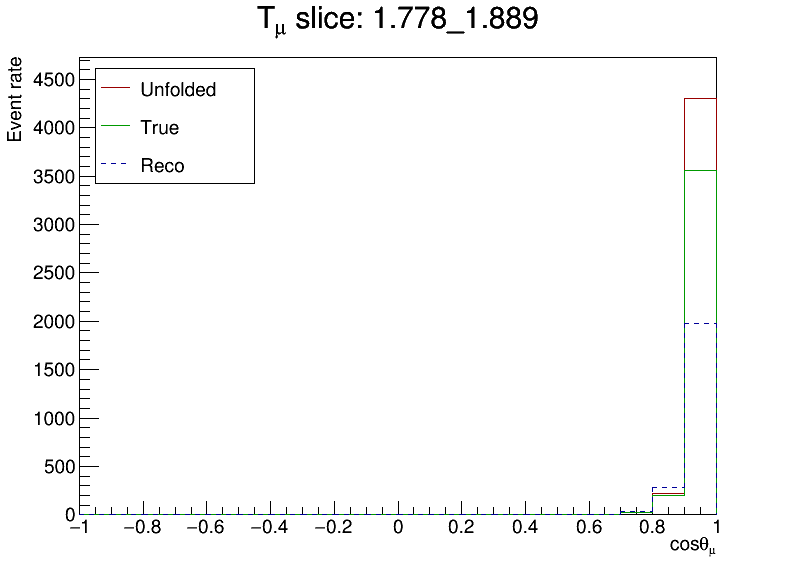 Tμ slice: 1.778_1.889
Event rate
4500
4000
3500
3000
2500
2000
1500
1000
500
0
Unfolded
True
Reco
−1 −0.8 −0.6 −0.4 −0.2 0 0.2 0.4 0.6 0.8 1
cosθμ